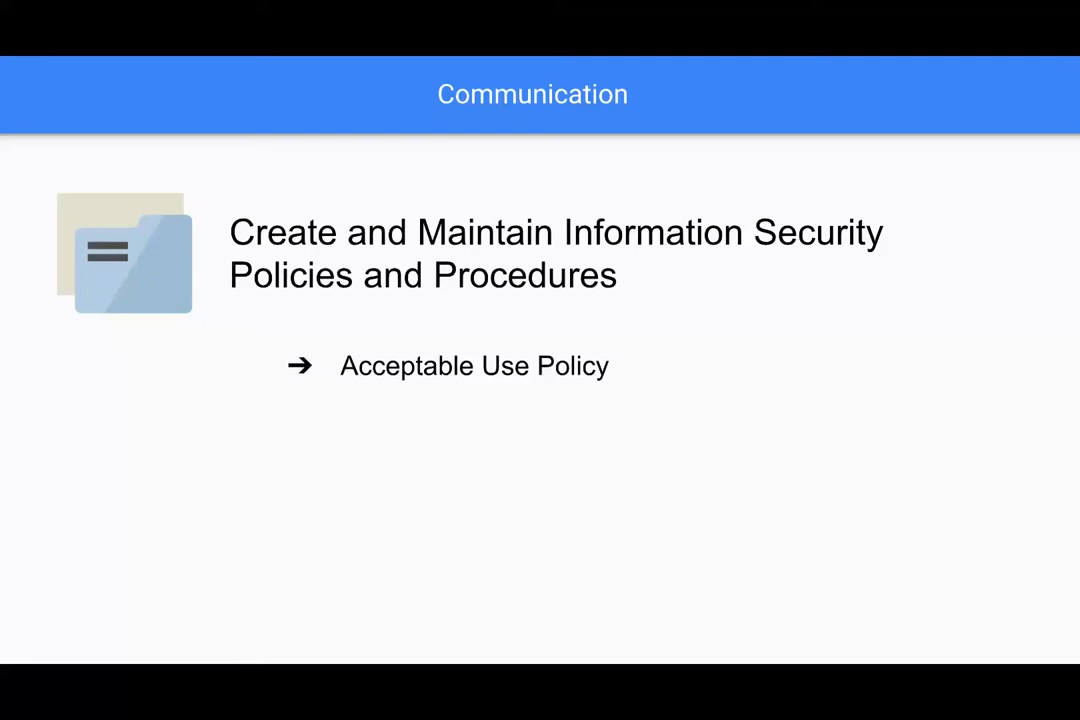 Communication
Create and Maintain Information Security
Policies and Procedures
➔ Acceptable Use Policy